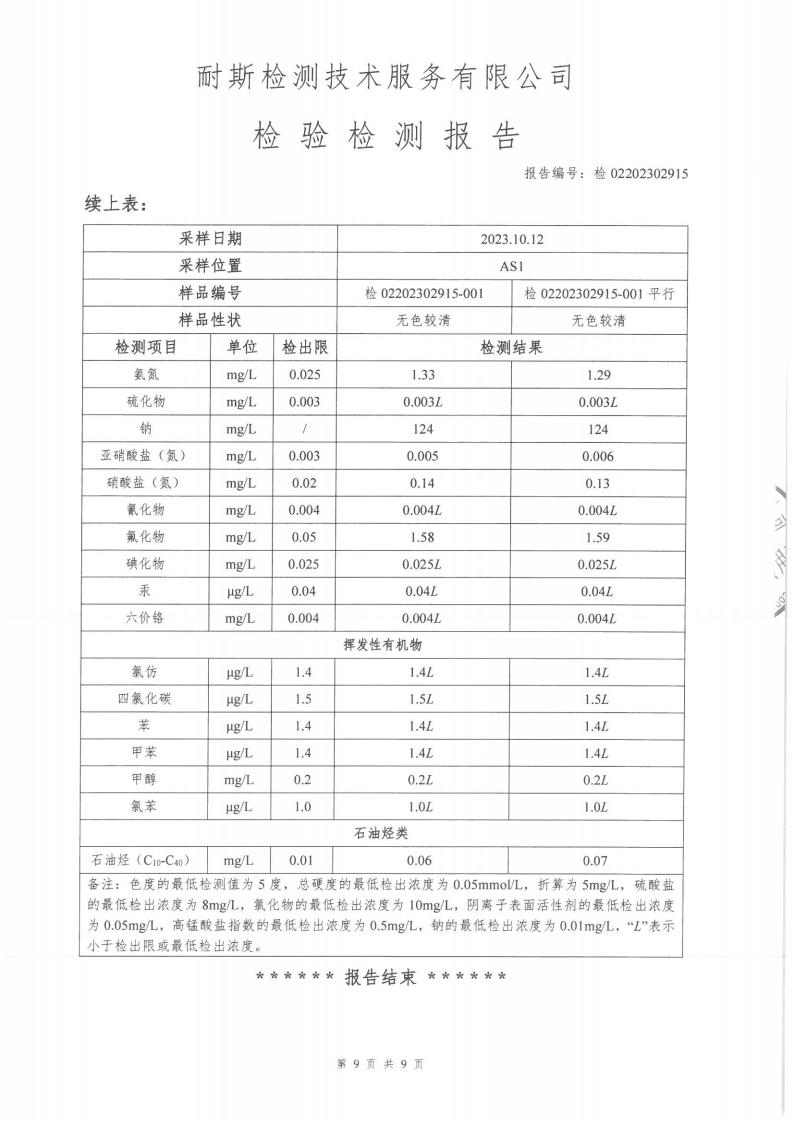 耐斯检测技术服务有限公司
检验检测报告
报告编号：检 02202302915
续上表：
采样日期 2023.10.12
采样位置 AS1
样品编号 检 02202302915-001 检 02202302915-001 平行
样品性状 无色较清 无色较清
检测项目 单位 检出限 检测结果
氨氮 mg/L 0.025 1.33 1.29
硫化物 mg/L 0.003 0.003L 0.003L
钠 mg/L / 124 124
亚硝酸盐（氮） mg/L 0.003 0.005 0.006
硝酸盐（氮） mg/L 0.02 0.14 0.13
氰化物 mg/L 0.004 0.004L 0.004L
氟化物 mg/L 0.05 1.58 1.59
碘化物 mg/L 0.025 0.025L 0.025L
汞 μg/L 0.04 0.04L 0.04L
六价铬 mg/L 0.004 0.004L 0.004L
挥发性有机物
氯仿 μg/L 1.4 1.4L 1.4L
四氯化碳 μg/L 1.5 1.5L 1.5L
苯 μg/L 1.4 1.4L 1.4L
甲苯 μg/L 1.4 1.4L 1.4L
甲醇 mg/L 0.2 0.2L 0.2L
氯苯 μg/L 1.0 1.0L 1.0L
石油烃类
石油烃（C10-C40） mg/L 0.01 0.06 0.07
备注：色度的最低检测值为 5 度，总硬度的最低检出浓度为 0.05mmol/L，折算为 5mg/L，硫酸盐
的最低检出浓度为 8mg/L，氯化物的最低检出浓度为 10mg/L，阴离子表面活性剂的最低检出浓度
为 0.05mg/L，高锰酸盐指数的最低检出浓度为 0.5mg/L，钠的最低检出浓度为 0.01mg/L，“L”表示
小于检出限或最低检出浓度。
****** 报告结束 ******
第 9 页 共 9 页